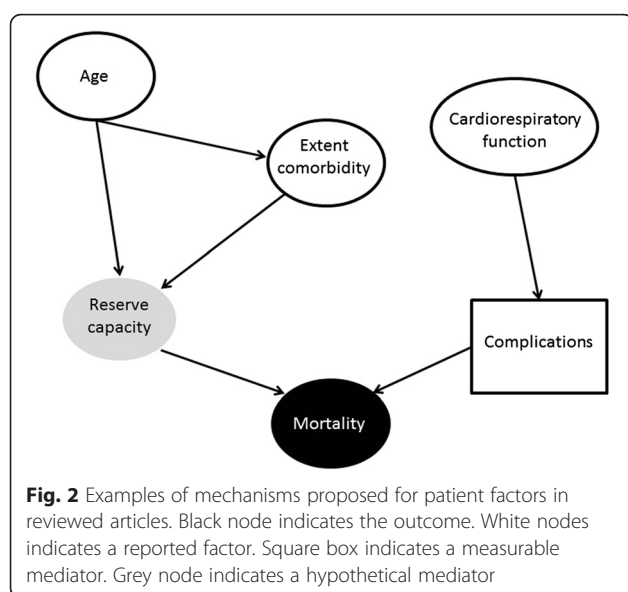 Age
Extent
comorbidity
Cardiorespiratory
function
Reserve
capacity
Complications
Mortality
Fig. 2 Examples of mechanisms proposed for patient factors in
reviewed articles. Black node indicates the outcome. White nodes
indicates a reported factor. Square box indicates a measurable
mediator. Grey node indicates a hypothetical mediator